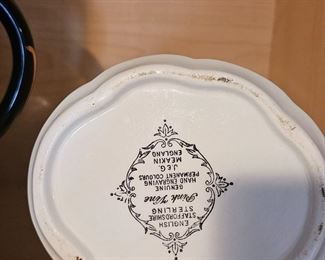 ENGLISH
STAFFORDSHIRE
STERLING
Pink Vine
GENUINE
HAND ENGRAVING
PERMANENT COLOURS
J.&G.
MEAKIN
ENGLAND